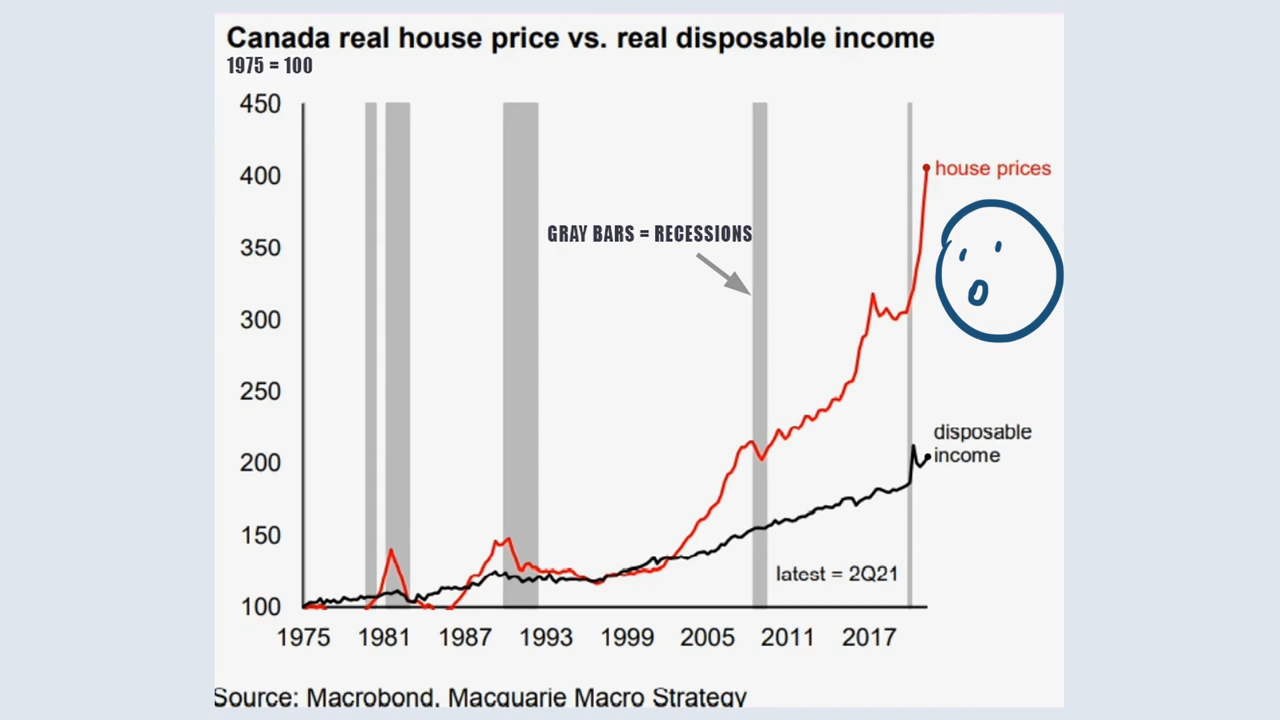 Canada real house price vs. real disposable income
1975 = 100
450
400
house prices
350
GRAY BARS = RECESSIONS
300
250
disposable
income
200
150
latest = 2Q21
100
1975 1981 1987 1993 1999 2005 2011 2017
Source: Macrobond, Macquarie Macro Strategy